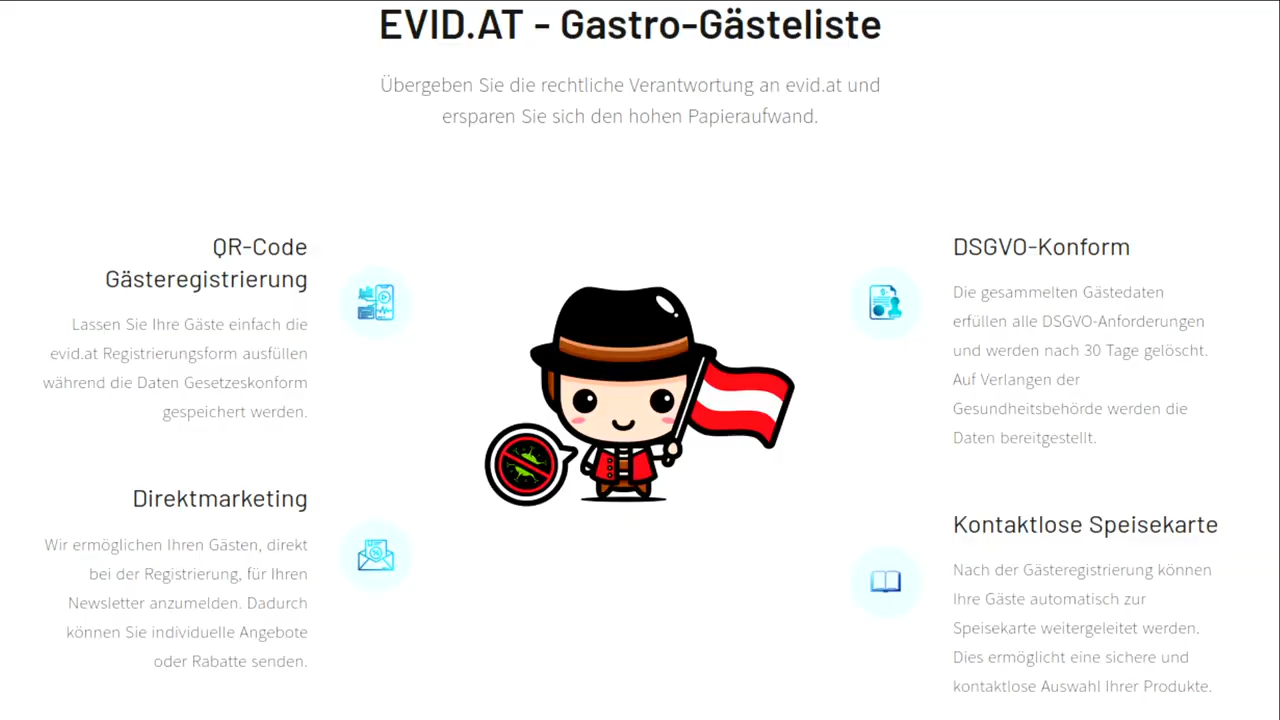 EVID.AT - Gastro-Gästeliste
Übergeben Sie die rechtliche Verantwortung an evid.at und
ersparen Sie sich den hohen Papieraufwand.
QR-Code
Gästeregistrierung
Lassen Sie Ihre Gäste einfach die
evid.at Registrierungsform ausfüllen
während die Daten Gesetzeskonform
gespeichert werden.
Direktmarketing
Wir ermöglichen Ihren Gästen, direkt
bei der Registrierung, für Ihren
Newsletter anzumelden. Dadurch
können Sie individuelle Angebote
oder Rabatte senden.
DSGVO-Konform
Die gesammelten Gästedaten
erfüllen alle DSGVO-Anforderungen
und werden nach 30 Tage gelöscht.
Auf Verlangen der
Gesundheitsbehörde werden die
Daten bereitgestellt.
Kontaktlose Speisekarte
Nach der Gästeregistrierung können
Ihre Gäste automatisch zur
Speisekarte weitergeleitet werden.
Dies ermöglicht eine sichere und
kontaktlose Auswahl Ihrer Produkte.